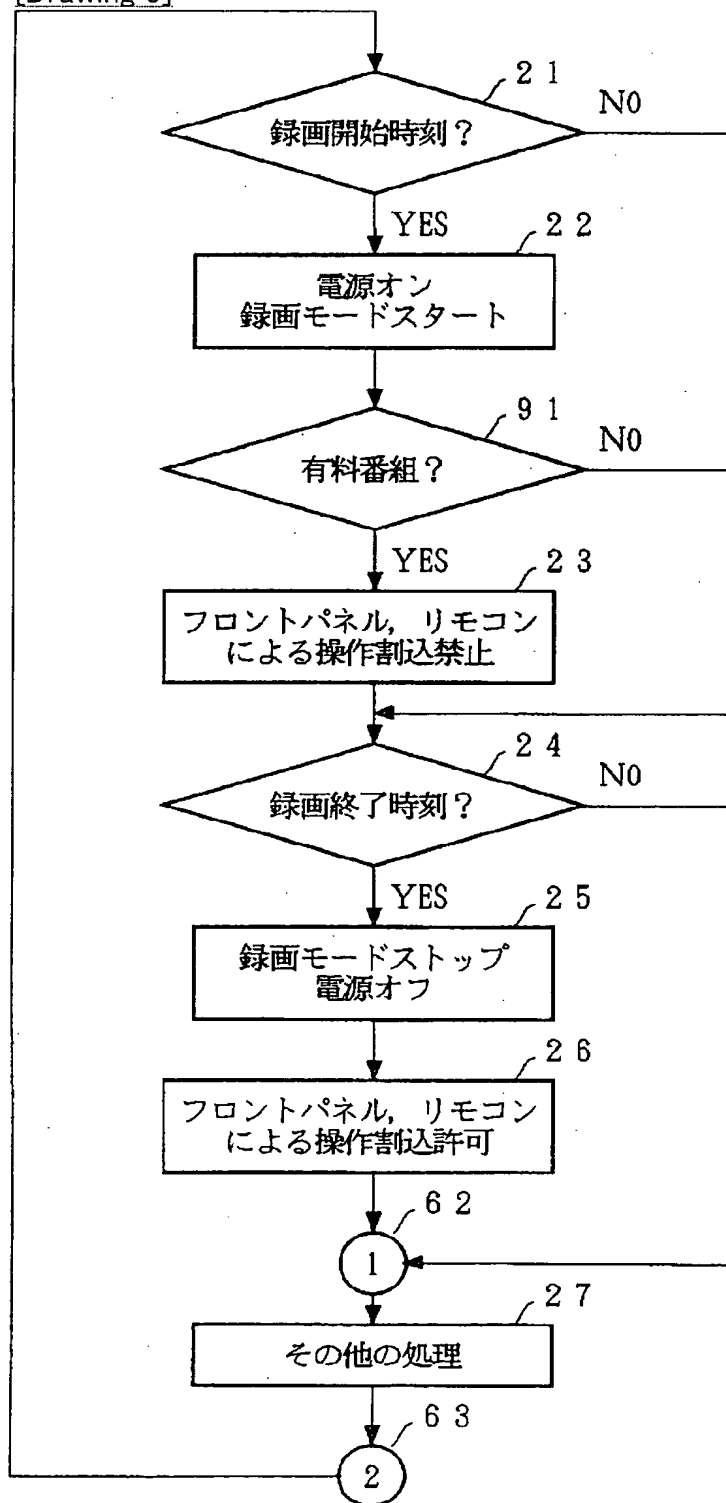 ２１
録画開始時刻？
NO
YES
２２
電源オン
録画モードスタート
９１
有料番組？
NO
YES
２３
フロントパネル，リモコン
による操作割込禁止
２４
録画終了時刻？
NO
YES
２５
録画モードストップ
電源オフ
２６
フロントパネル，リモコン
による操作割込許可
６２
1
２７
その他の処理
６３
2